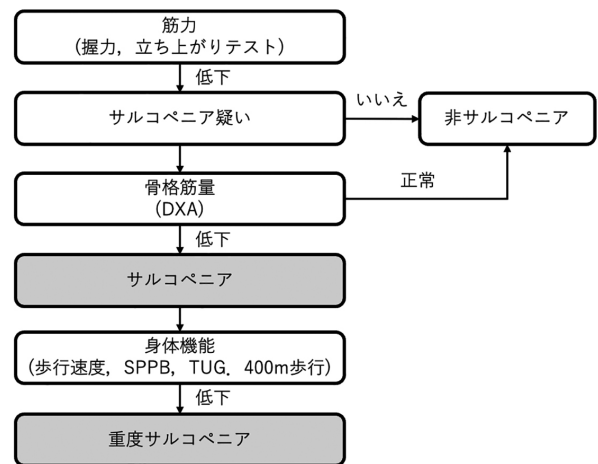 筋力
(握力，立ち上がりテスト)
低下
サルコペニア疑い
いいえ
非サルコペニア
骨格筋量
(DXA)
正常
低下
サルコペニア
身体機能
(歩行速度，SPPB，TUG．400m歩行)
低下
重度サルコペニア